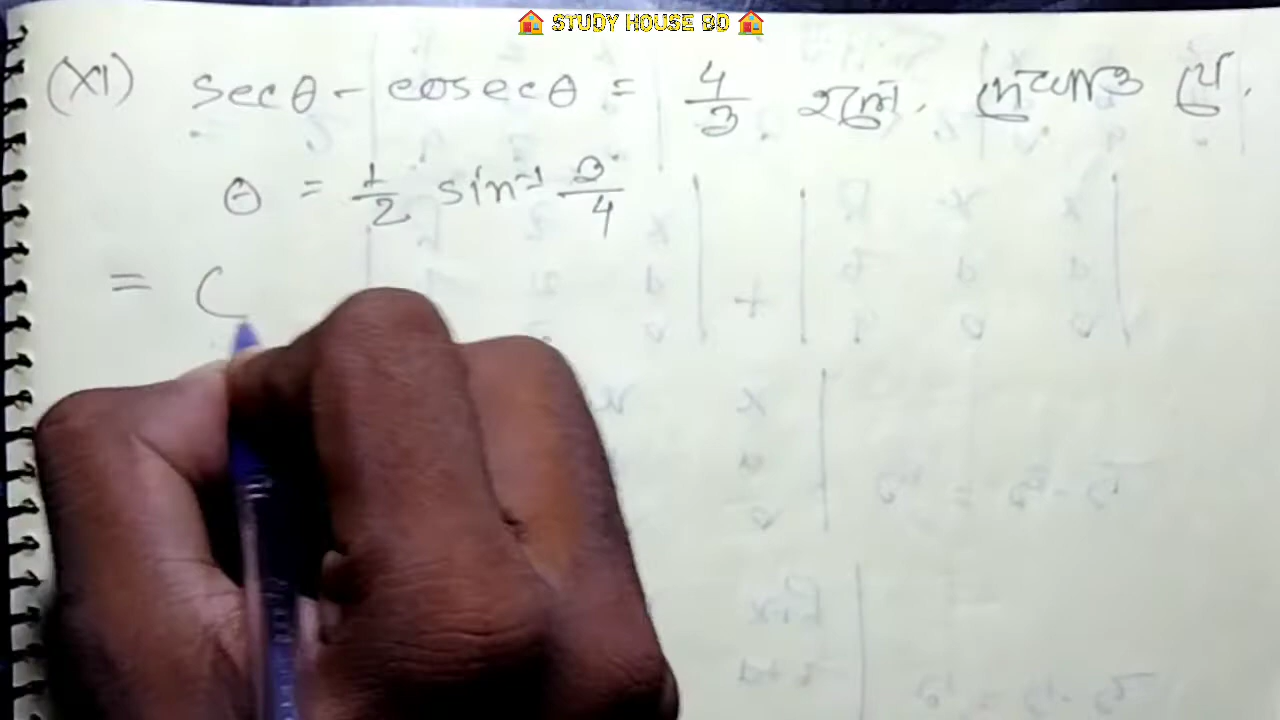 🏠 STUDY HOUSE BD 🏠
(XI) secθ - cosecθ = 4/3 হলে, দেখাও যে,
θ = 1/2 sin⁻¹ 3/4
= (